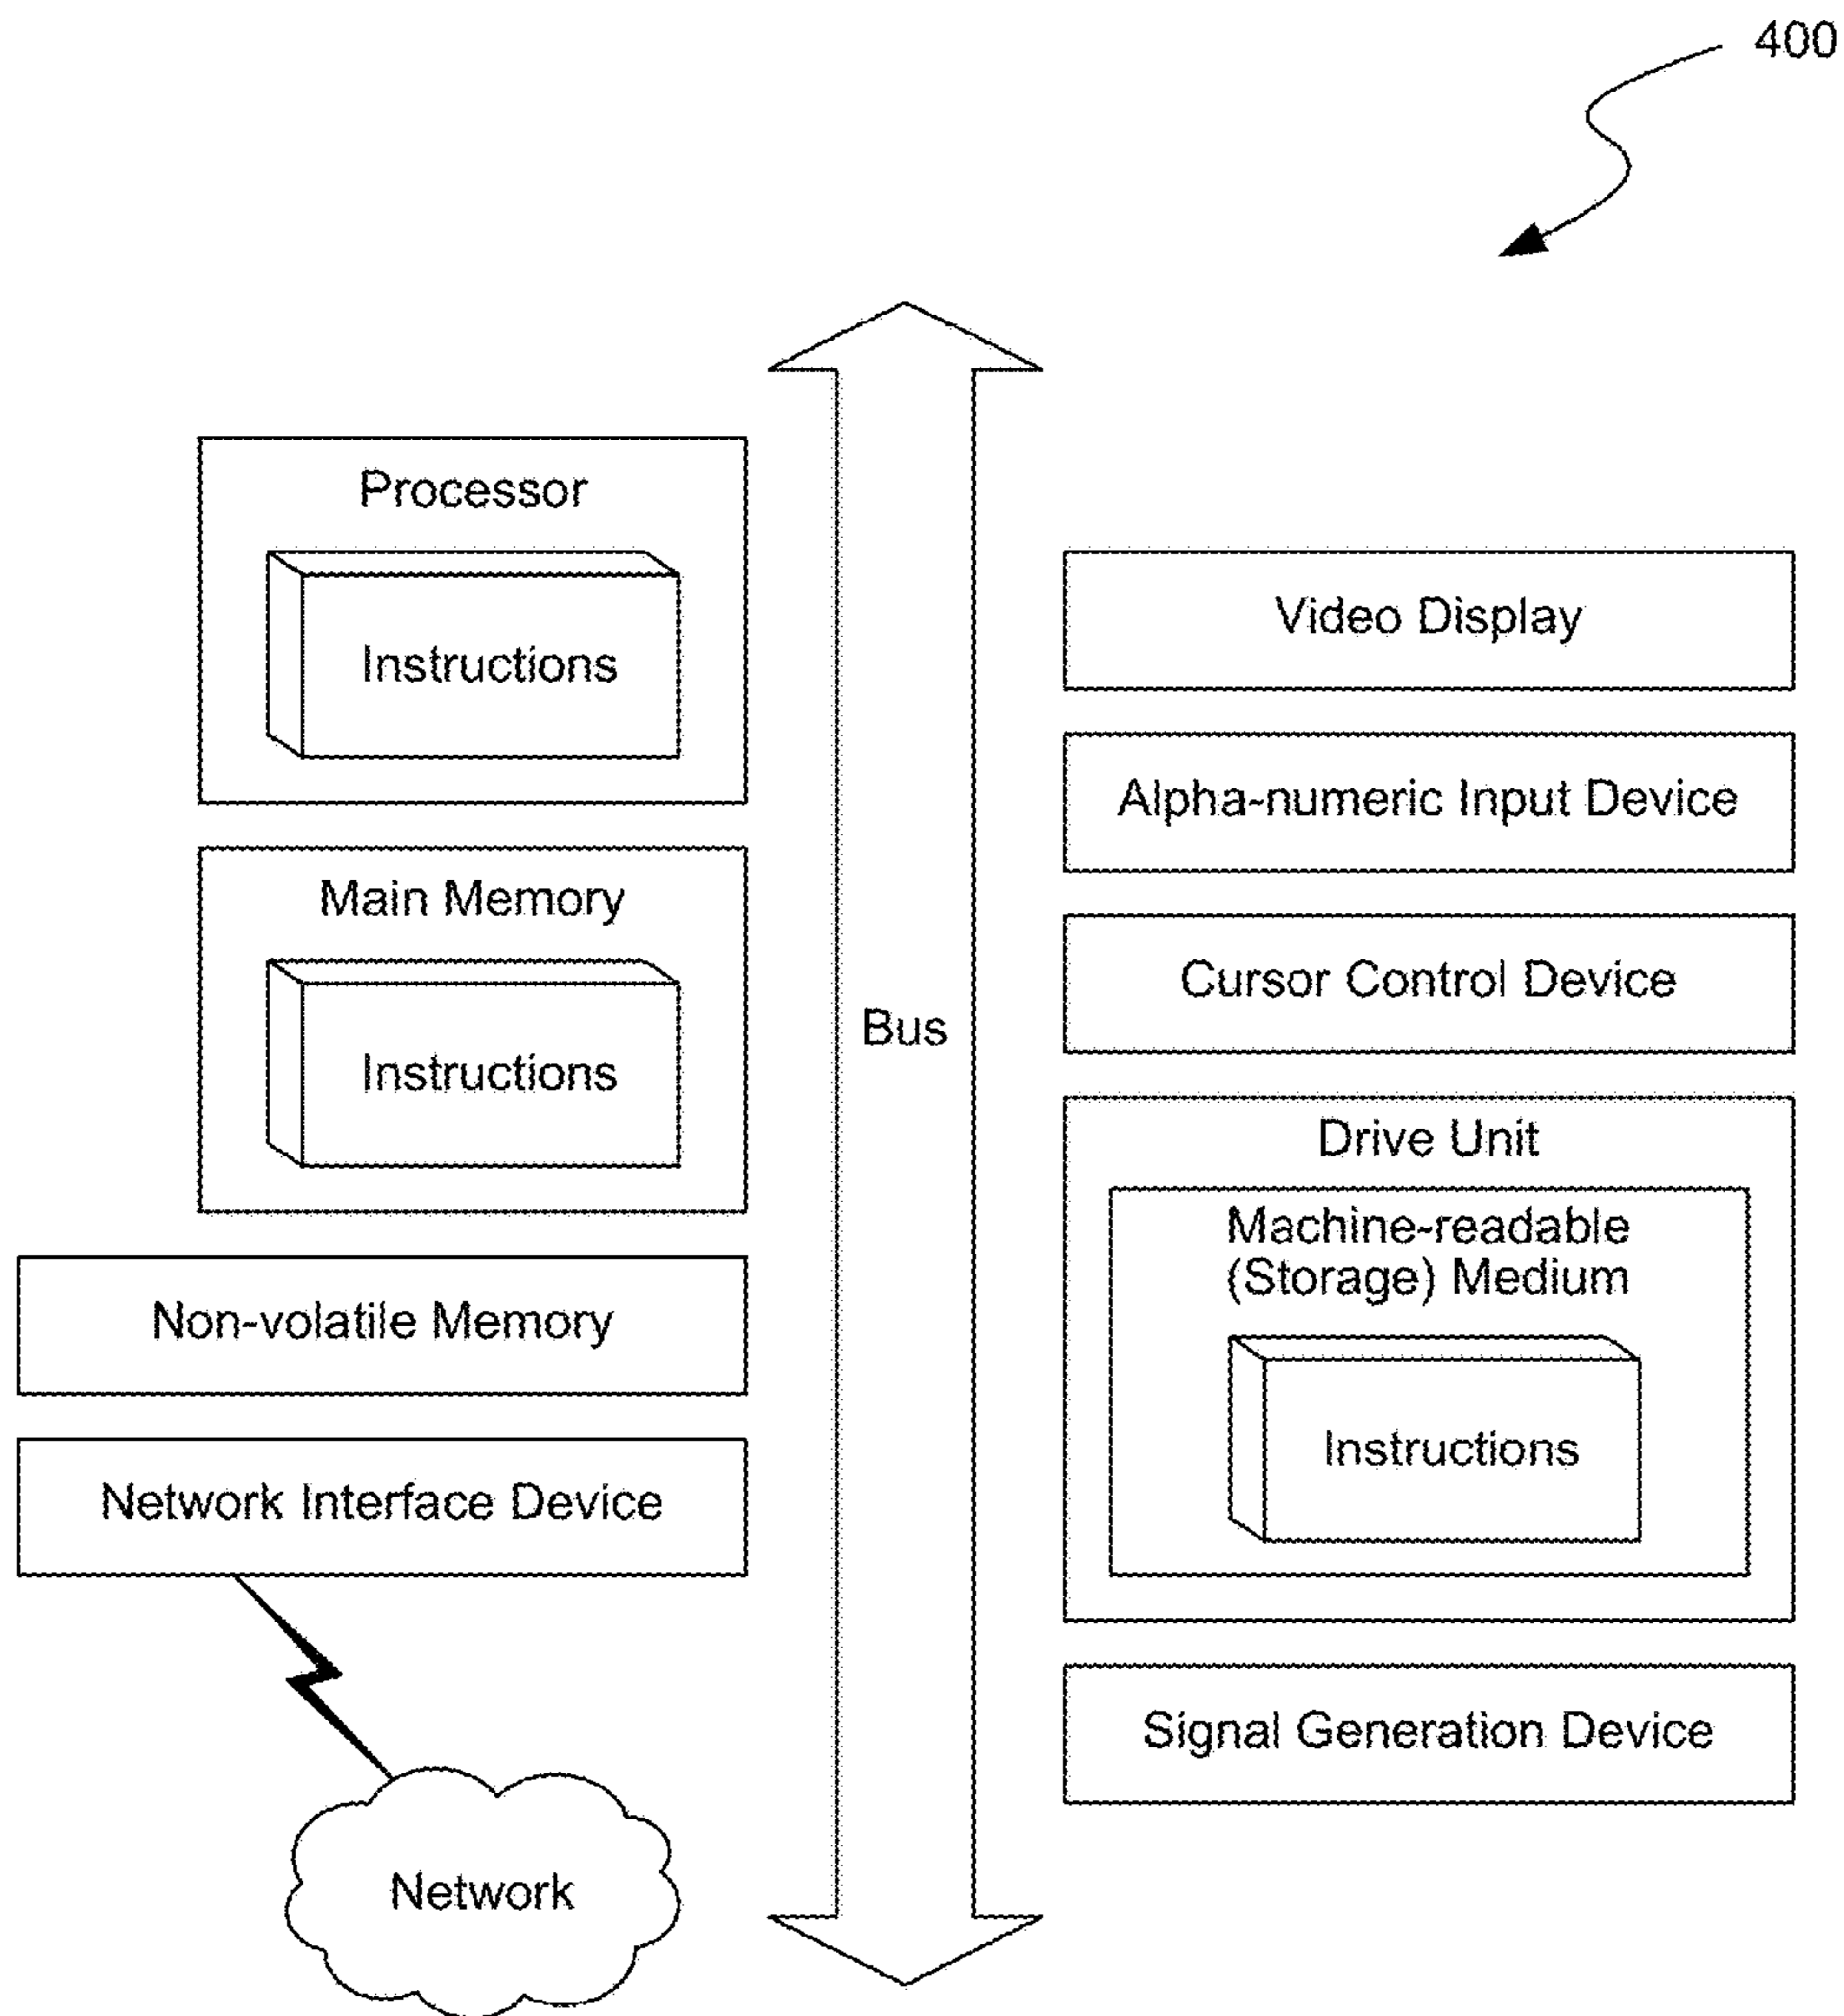 400
Processor
Instructions
Main Memory
Instructions
Non-volatile Memory
Network Interface Device
Network
Bus
Video Display
Alpha-numeric Input Device
Cursor Control Device
Drive Unit
Machine-readable
(Storage) Medium
Instructions
Signal Generation Device